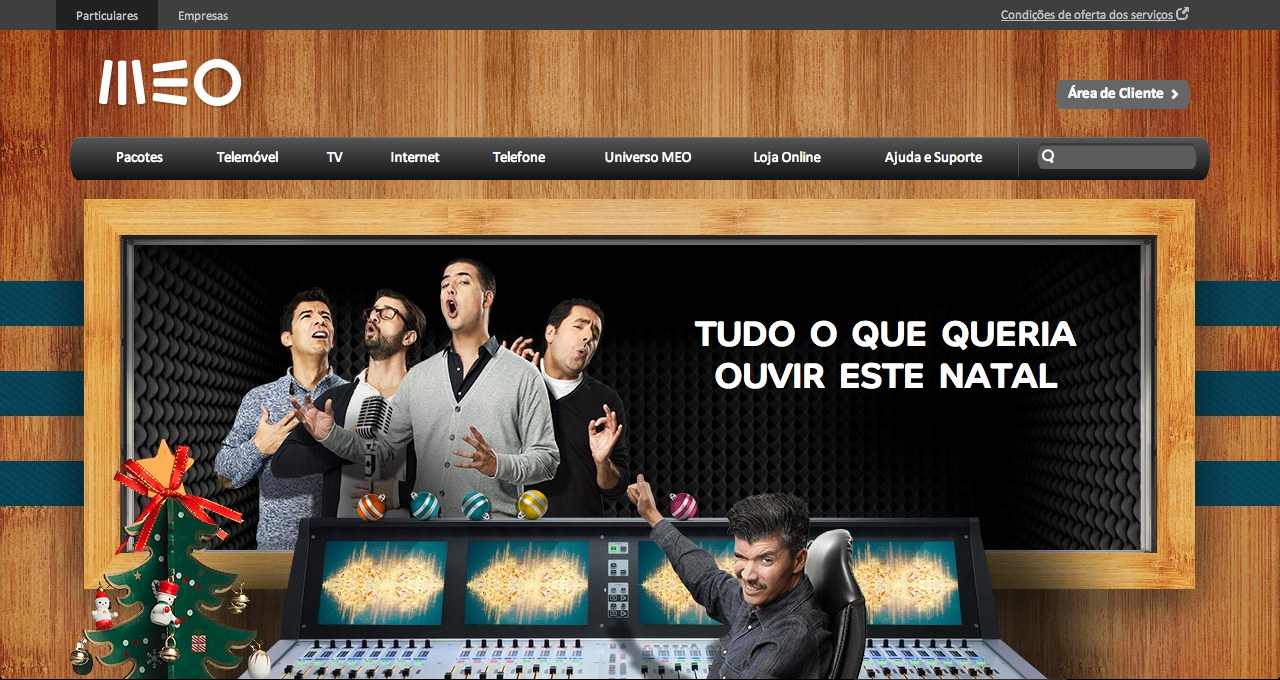 Particulares
Empresas
Condições de oferta dos serviços
MEO
Área de Cliente
Pacotes
Telemóvel
TV
Internet
Telefone
Universo MEO
Loja Online
Ajuda e Suporte
TUDO O QUE QUERIA
OUVIR ESTE NATAL